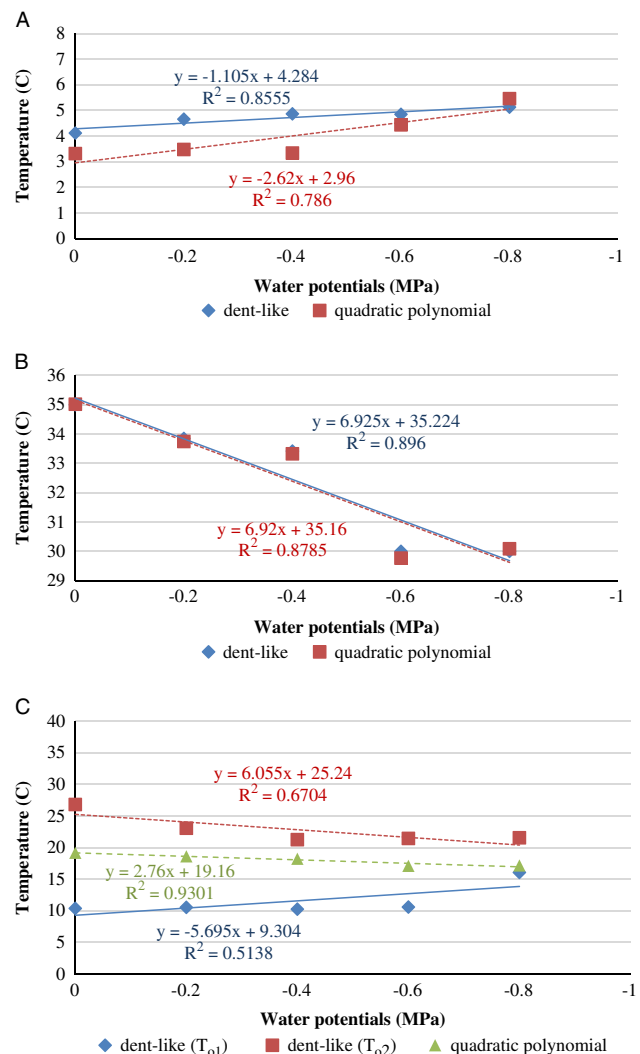 A
8
7
6
5
4
3
2
1
0
y = -1.105x + 4.284
R² = 0.8555
y = -2.62x + 2.96
R² = 0.786
Temperature (C)
0 -0.2 -0.4 -0.6 -0.8 -1
Water potentials (MPa)
dent-like quadratic polynomial
B
36
35
34
33
32
31
30
29
y = 6.925x + 35.224
R² = 0.896
y = 6.92x + 35.16
R² = 0.8785
Temperature (C)
0 -0.2 -0.4 -0.6 -0.8 -1
Water potentials (MPa)
dent-like quadratic polynomial
C
40
35
30
25
20
15
10
5
0
y = 6.055x + 25.24
R² = 0.6704
y = 2.76x + 19.16
R² = 0.9301
y = -5.695x + 9.304
R² = 0.5138
Temperature (C)
0 -0.2 -0.4 -0.6 -0.8 -1
Water potentials (MPa)
dent-like (To1) dent-like (To2) quadratic polynomial